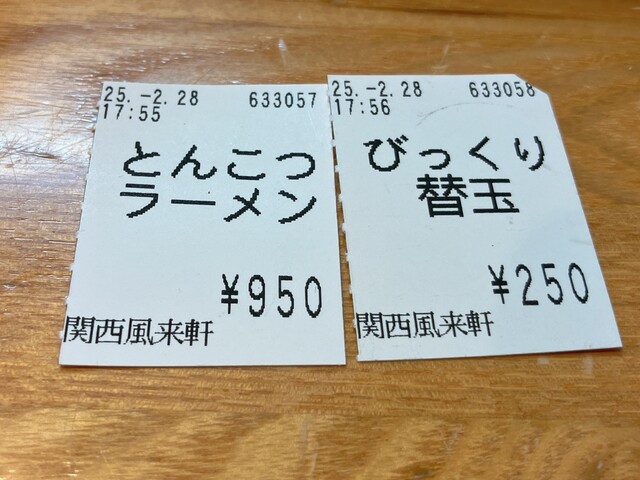 25.-2.28 633057
17:55
とんこつ
ラーメン
¥950
関西風来軒
25.-2.28 633058
17:56
びっくり
替玉
¥250
関西風来軒